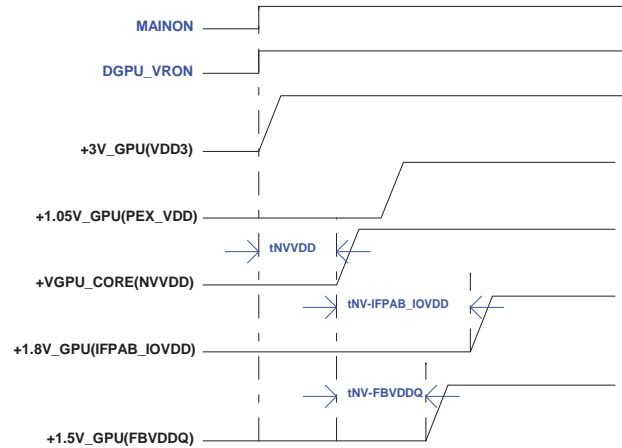 MAINON
DGPU_VRON
+3V_GPU(VDD3)
+1.05V_GPU(PEX_VDD)
tNVVDD
+VGPU_CORE(NVVDD)
tNV-IFPAB_IOVDD
+1.8V_GPU(IFPAB_IOVDD)
tNV-FBVDDQ
+1.5V_GPU(FBVDDQ)